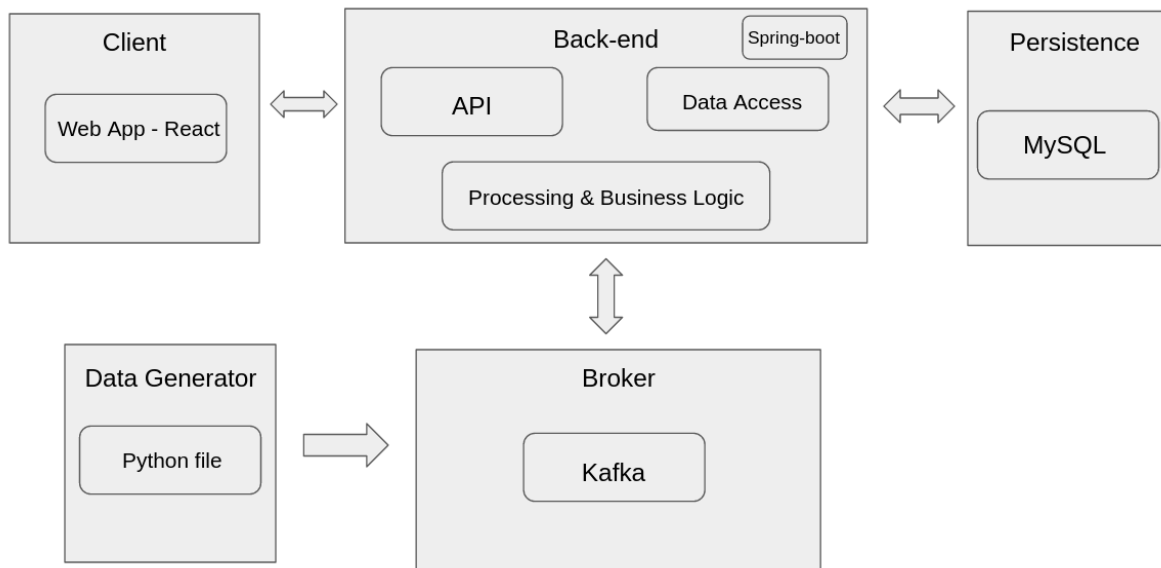 Client
Web App - React
Back-end
Spring-boot
API
Data Access
Processing & Business Logic
Persistence
MySQL
Data Generator
Python file
Broker
Kafka